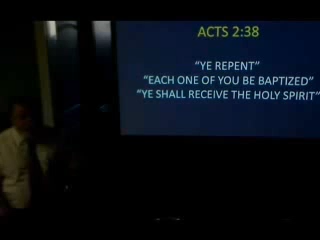 ACTS 2:38
“YE REPENT”
“EACH ONE OF YOU BE BAPTIZED”
“YE SHALL RECEIVE THE HOLY SPIRIT”